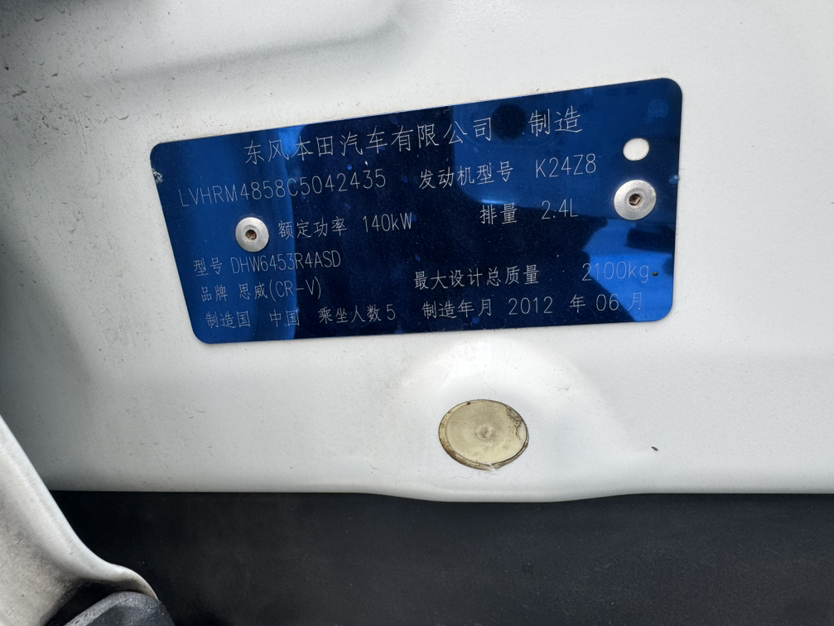 东风本田汽车有限公司 制造
LVHRM4858C5042435 发动机型号 K24Z8
额定功率 140kW 排量 2.4L
型号 DHW6453R4ASD
品牌 思威(CR-V) 最大设计总质量 2100kg
制造国 中国 乘坐人数5 制造年月 2012 年 06 月